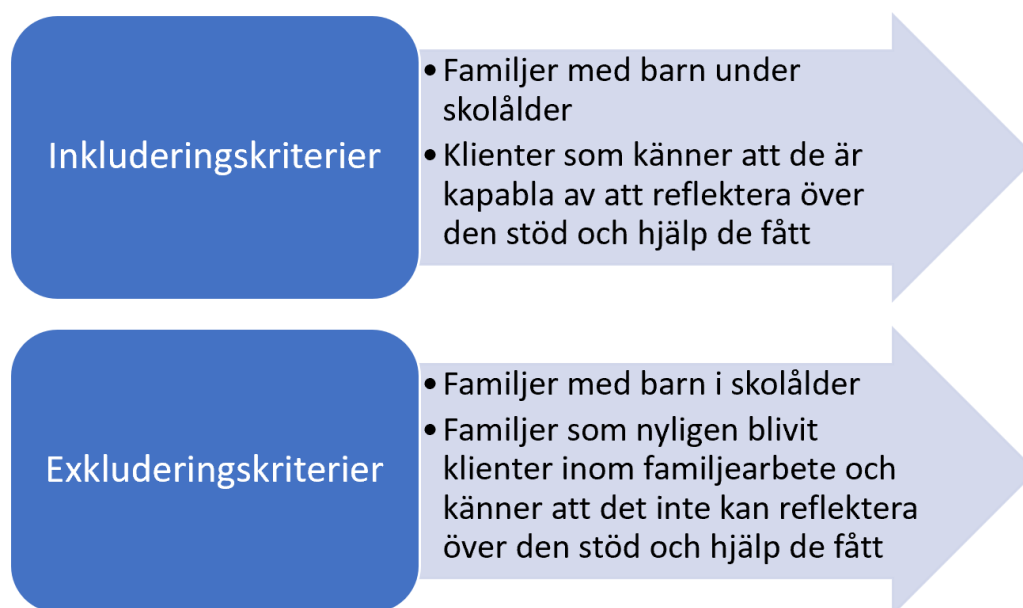 Inkluderingskriterier
• Familjer med barn under
skolålder
• Klienter som känner att de är
kapabla av att reflektera över
den stöd och hjälp de fått
Exkluderingskriterier
• Familjer med barn i skolålder
• Familjer som nyligen blivit
klienter inom familjearbete och
känner att det inte kan reflektera
över den stöd och hjälp de fått